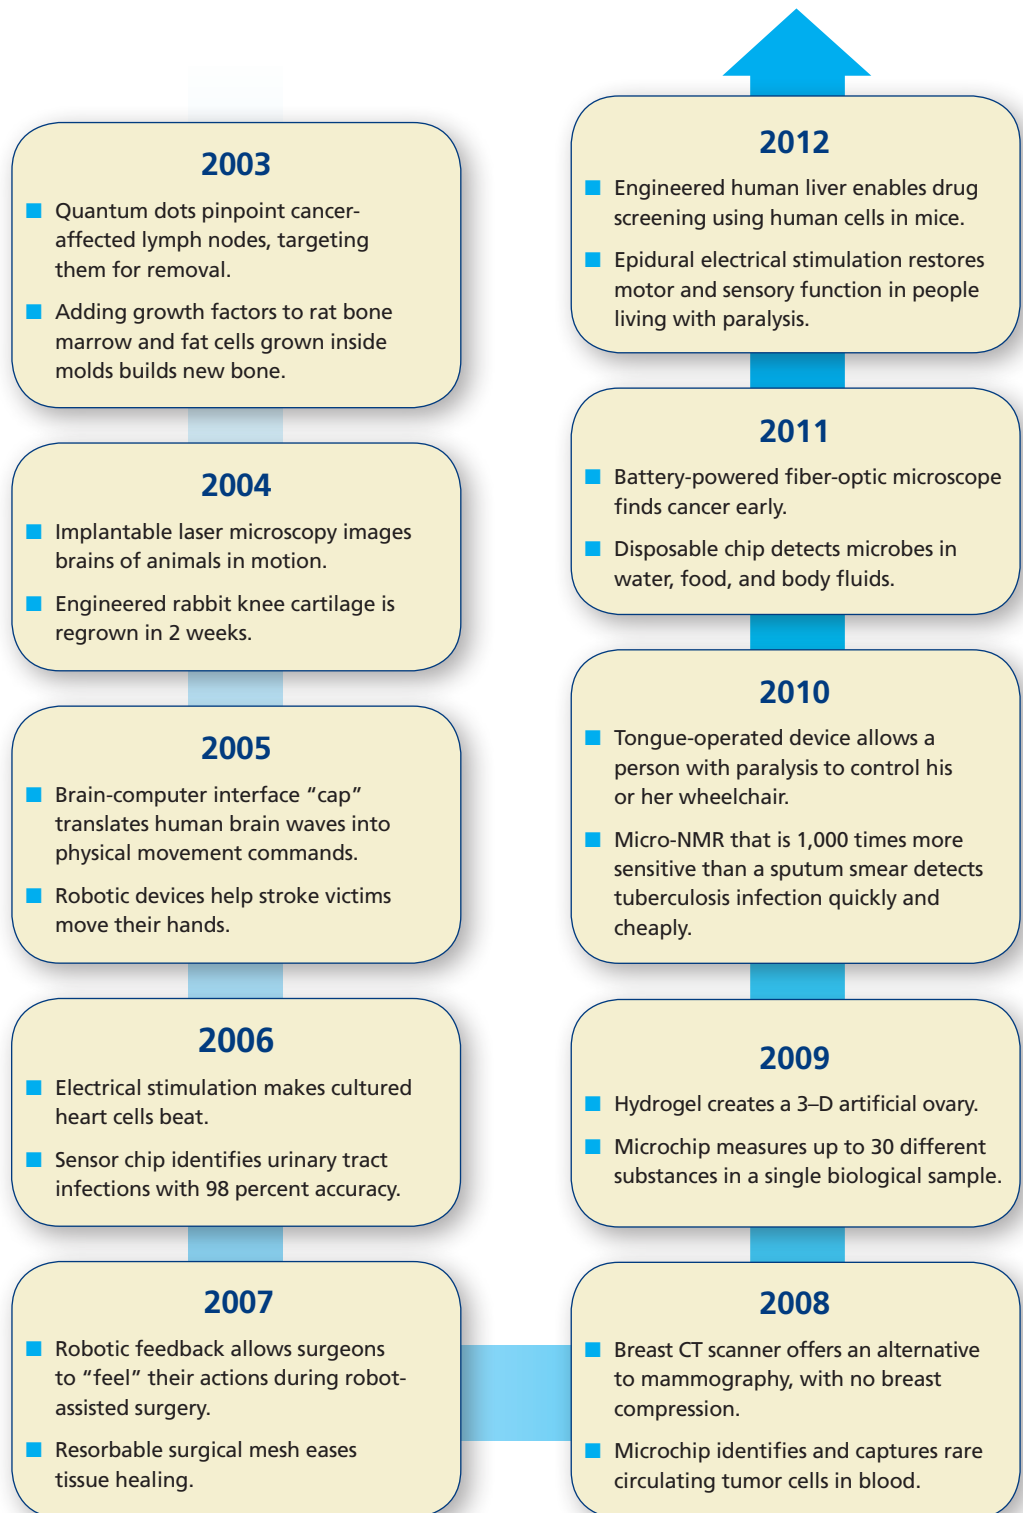 2003
Quantum dots pinpoint cancer-
affected lymph nodes, targeting
them for removal.
Adding growth factors to rat bone
marrow and fat cells grown inside
molds builds new bone.
2004
Implantable laser microscopy images
brains of animals in motion.
Engineered rabbit knee cartilage is
regrown in 2 weeks.
2005
Brain-computer interface “cap”
translates human brain waves into
physical movement commands.
Robotic devices help stroke victims
move their hands.
2006
Electrical stimulation makes cultured
heart cells beat.
Sensor chip identifies urinary tract
infections with 98 percent accuracy.
2007
Robotic feedback allows surgeons
to “feel” their actions during robot-
assisted surgery.
Resorbable surgical mesh eases
tissue healing.
2008
Breast CT scanner offers an alternative
to mammography, with no breast
compression.
Microchip identifies and captures rare
circulating tumor cells in blood.
2009
Hydrogel creates a 3–D artificial ovary.
Microchip measures up to 30 different
substances in a single biological sample.
2010
Tongue-operated device allows a
person with paralysis to control his
or her wheelchair.
Micro-NMR that is 1,000 times more
sensitive than a sputum smear detects
tuberculosis infection quickly and
cheaply.
2011
Battery-powered fiber-optic microscope
finds cancer early.
Disposable chip detects microbes in
water, food, and body fluids.
2012
Engineered human liver enables drug
screening using human cells in mice.
Epidural electrical stimulation restores
motor and sensory function in people
living with paralysis.